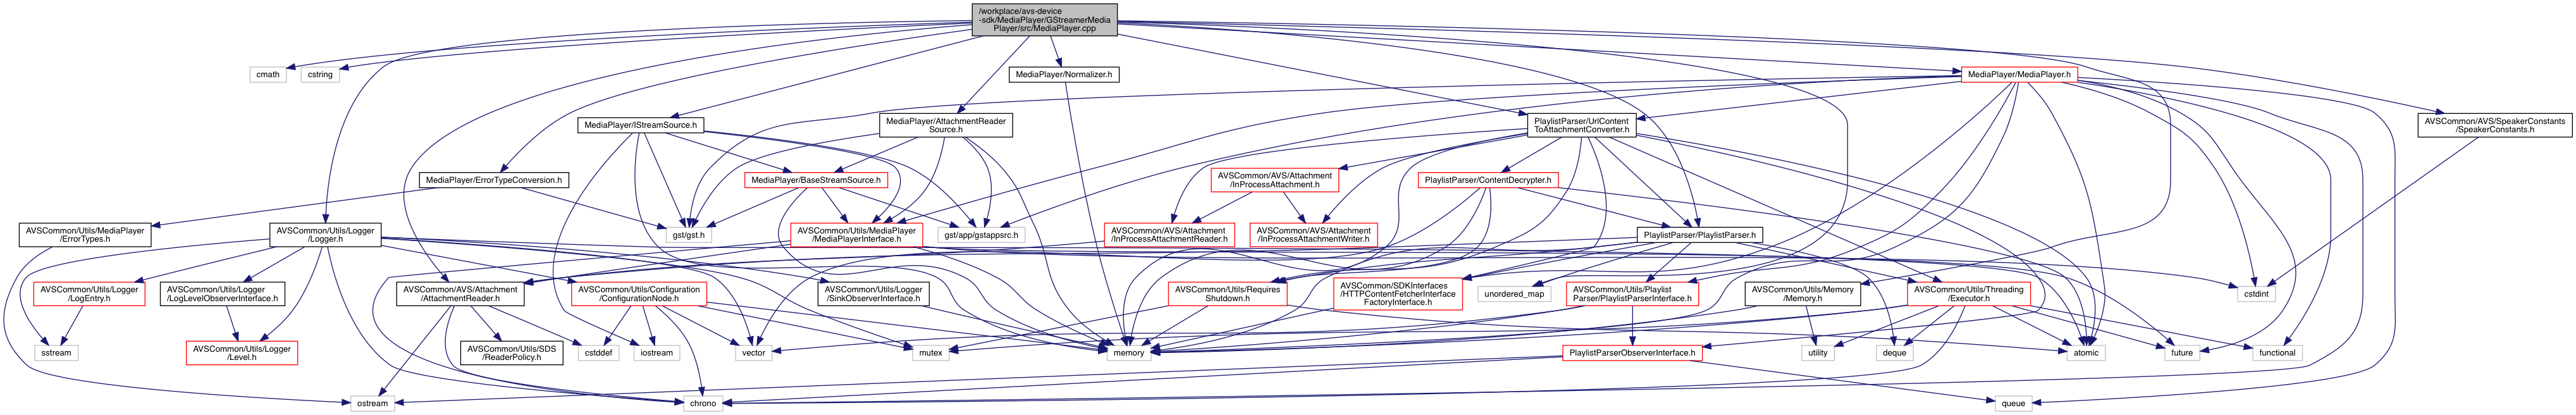 /workplace/avs-device
-sdk/MediaPlayer/GStreamerMedia
Player/src/MediaPlayer.cpp
cmath
cstring
MediaPlayer/Normalizer.h
MediaPlayer/MediaPlayer.h
MediaPlayer/IStreamSource.h
MediaPlayer/AttachmentReader
Source.h
PlaylistParser/UrlContent
ToAttachmentConverter.h
AVSCommon/AVS/SpeakerConstants
/SpeakerConstants.h
MediaPlayer/ErrorTypeConversion.h
MediaPlayer/BaseStreamSource.h
AVSCommon/AVS/Attachment
/InProcessAttachment.h
PlaylistParser/ContentDecrypter.h
AVSCommon/Utils/MediaPlayer
/ErrorTypes.h
AVSCommon/Utils/Logger
/Logger.h
gst/gst.h
AVSCommon/Utils/MediaPlayer
/MediaPlayerInterface.h
gst/app/gstappsrc.h
AVSCommon/AVS/Attachment
/InProcessAttachmentReader.h
AVSCommon/AVS/Attachment
/InProcessAttachmentWriter.h
PlaylistParser/PlaylistParser.h
AVSCommon/Utils/Logger
/LogEntry.h
AVSCommon/Utils/Logger
/LogLevelObserverInterface.h
AVSCommon/AVS/Attachment
/AttachmentReader.h
AVSCommon/Utils/Configuration
/ConfigurationNode.h
AVSCommon/Utils/Logger
/SinkObserverInterface.h
AVSCommon/Utils/Requires
Shutdown.h
AVSCommon/SDKInterfaces
/HTTPContentFetcherInterface
FactoryInterface.h
unordered_map
AVSCommon/Utils/Playlist
Parser/PlaylistParserInterface.h
AVSCommon/Utils/Memory
/Memory.h
AVSCommon/Utils/Threading
/Executor.h
cstdint
sstream
AVSCommon/Utils/Logger
/Level.h
AVSCommon/Utils/SDS
/ReaderPolicy.h
cstddef
iostream
vector
mutex
memory
PlaylistParserObserverInterface.h
utility
deque
atomic
future
functional
ostream
chrono
queue